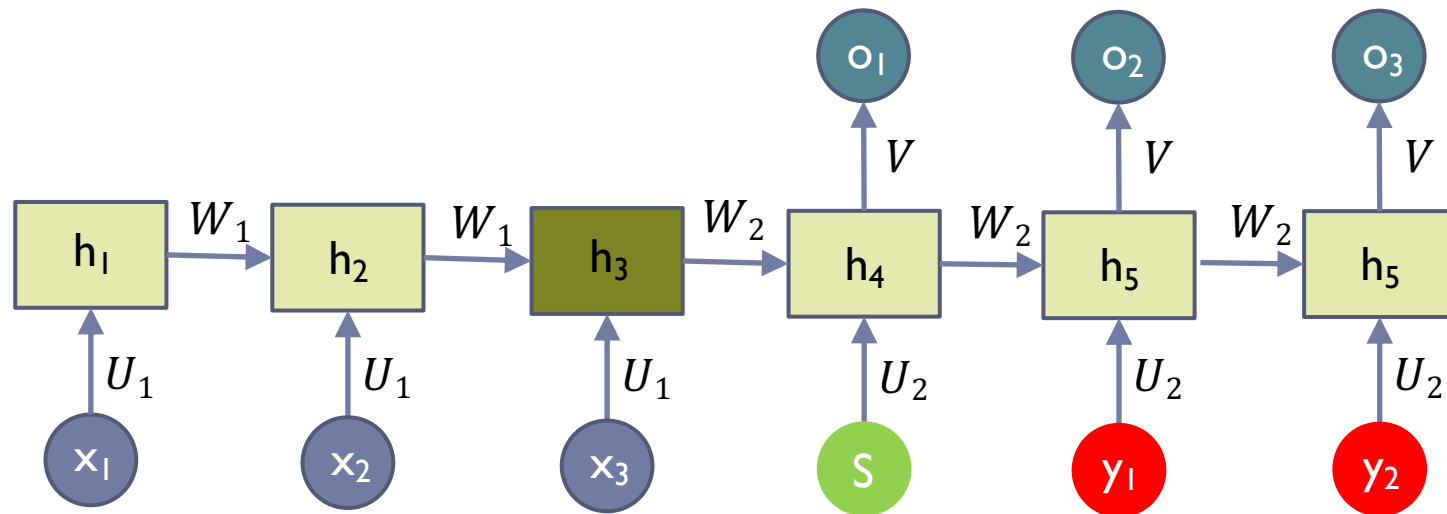 o₁ o₂ o₃
V V V
W₁ W₁ W₂ W₂ W₂
h₁ h₂ h₃ h₄ h₅ h₅
U₁ U₁ U₁ U₂ U₂ U₂
x₁ x₂ x₃ S y₁ y₂